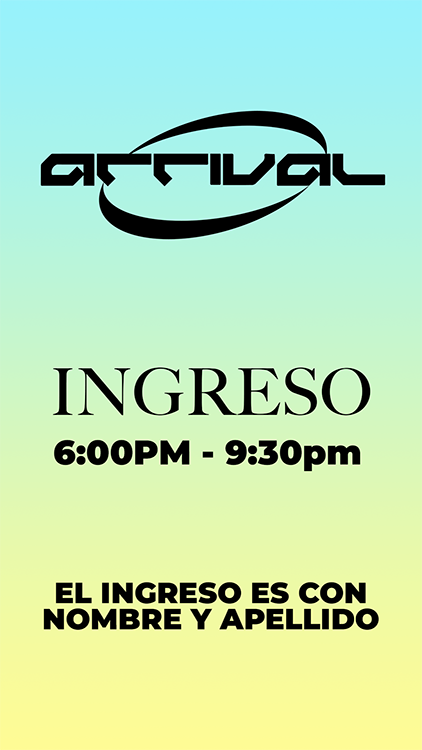 arrival
INGRESO
6:00PM - 9:30pm
EL INGRESO ES CON
NOMBRE Y APELLIDO